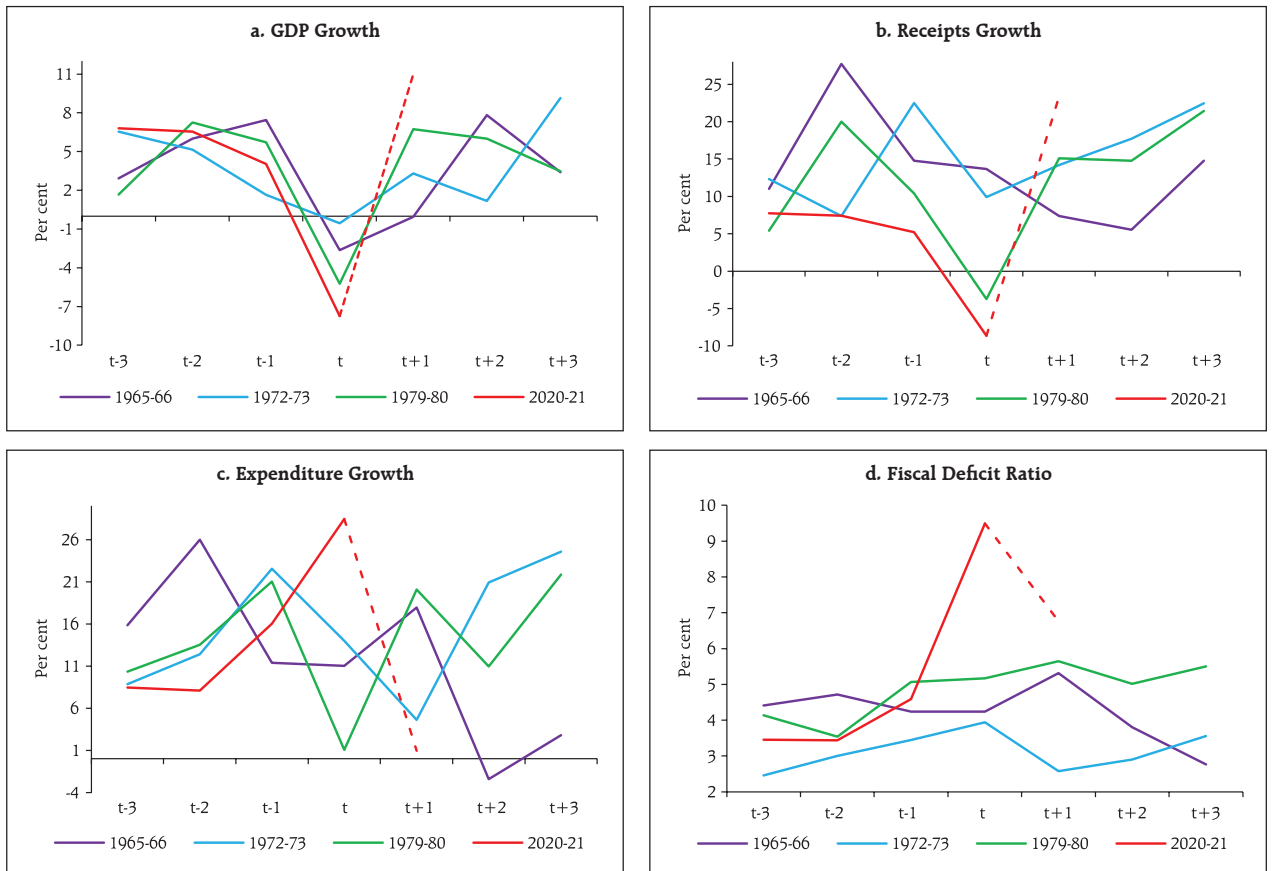 a. GDP Growth
Per cent
11
8
5
2
-1
-4
-7
-10
t-3 t-2 t-1 t t+1 t+2 t+3
1965-66 1972-73 1979-80 2020-21
b. Receipts Growth
Per cent
25
20
15
10
5
0
-5
-10
t-3 t-2 t-1 t t+1 t+2 t+3
1965-66 1972-73 1979-80 2020-21
c. Expenditure Growth
Per cent
26
21
16
11
6
1
-4
t-3 t-2 t-1 t t+1 t+2 t+3
1965-66 1972-73 1979-80 2020-21
d. Fiscal Deficit Ratio
Per cent
10
9
8
7
6
5
4
3
2
t-3 t-2 t-1 t t+1 t+2 t+3
1965-66 1972-73 1979-80 2020-21